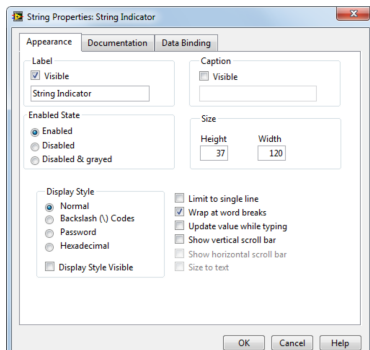 String Properties: String Indicator
Appearance Documentation Data Binding
Label
Visible
String Indicator
Caption
Visible
Enabled State
Enabled
Disabled
Disabled & grayed
Size
Height Width
37 120
Display Style
Normal
Backslash (\) Codes
Password
Hexadecimal
Display Style Visible
Limit to single line
Wrap at word breaks
Update value while typing
Show vertical scroll bar
Show horizontal scroll bar
Size to text
OK Cancel Help